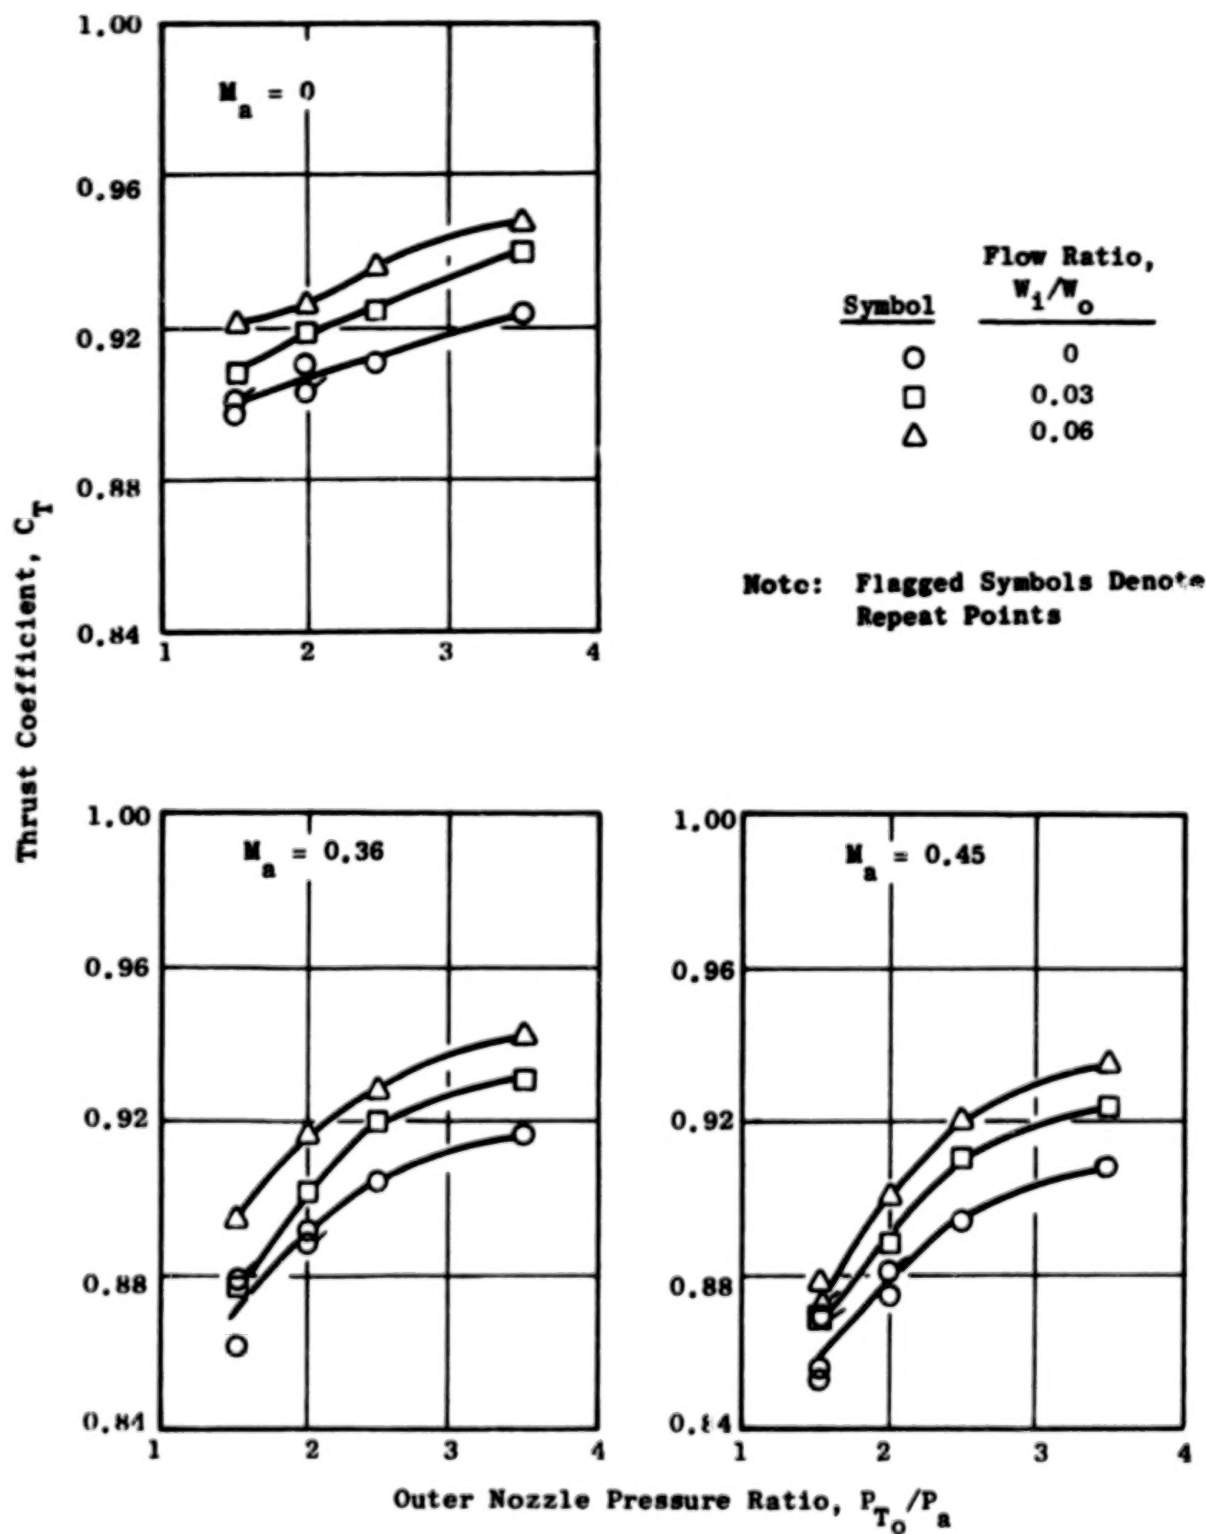 1.00
M_a = 0
0.96
0.92
0.88
0.84
1 2 3 4
Flow Ratio,
Symbol W_i/W_o
0
0.03
0.06
Note: Flagged Symbols Denote
Repeat Points
Thrust Coefficient, C_T
1.00
M_a = 0.36
0.96
0.92
0.88
0.84
1 2 3 4
1.00
M_a = 0.45
0.96
0.92
0.88
0.84
1 2 3 4
Outer Nozzle Pressure Ratio, P_T_o/P_a